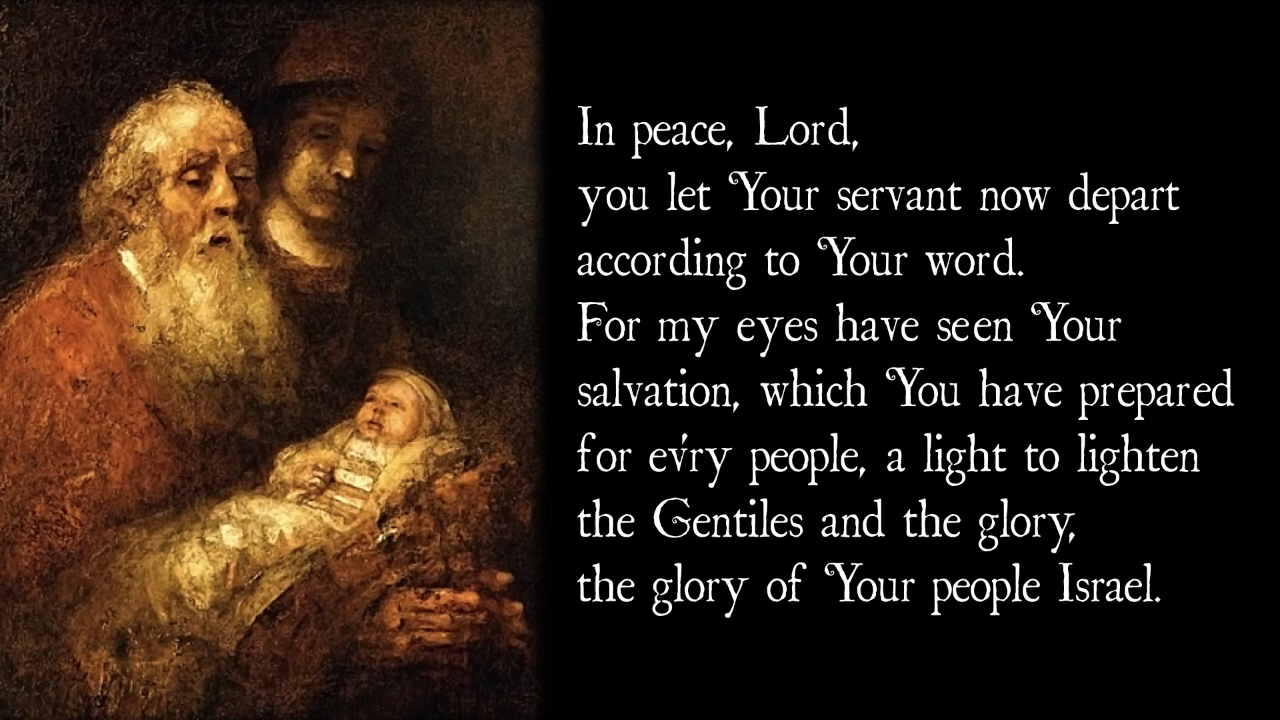 In peace, Lord,
you let Your servant now depart
according to Your word.
For my eyes have seen Your
salvation, which You have prepared
for ev'ry people, a light to lighten
the Gentiles and the glory,
the glory of Your people Israel.